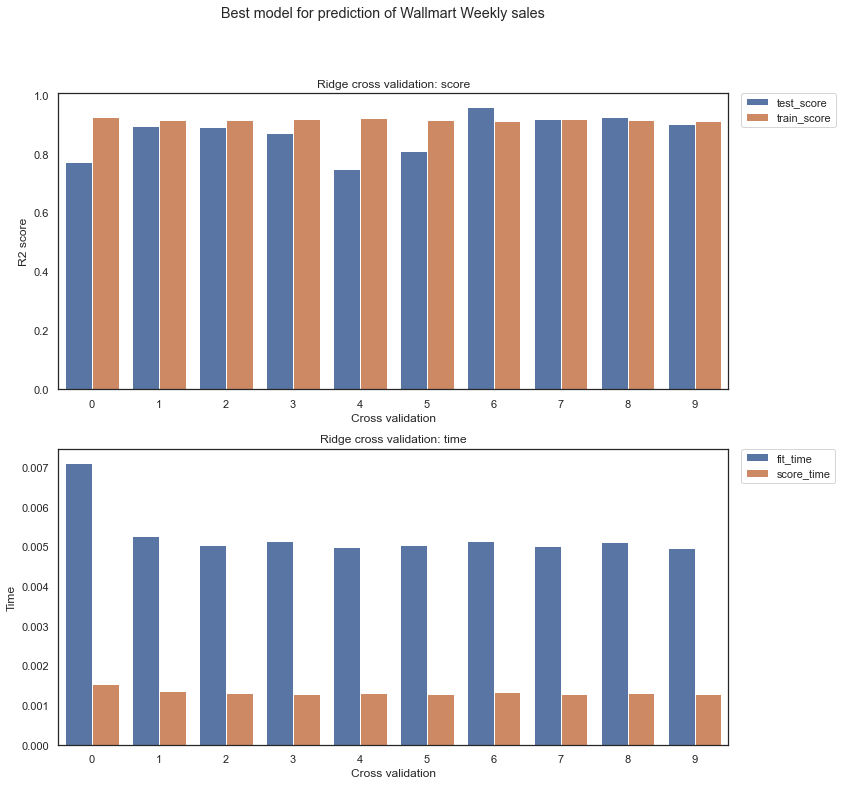 Best model for prediction of Wallmart Weekly sales
Ridge cross validation: score
test_score
train_score
R2 score
1.0
0.8
0.6
0.4
0.2
0.0
0 1 2 3 4 5 6 7 8 9
Cross validation
Ridge cross validation: time
fit_time
score_time
Time
0.007
0.006
0.005
0.004
0.003
0.002
0.001
0.000
0 1 2 3 4 5 6 7 8 9
Cross validation